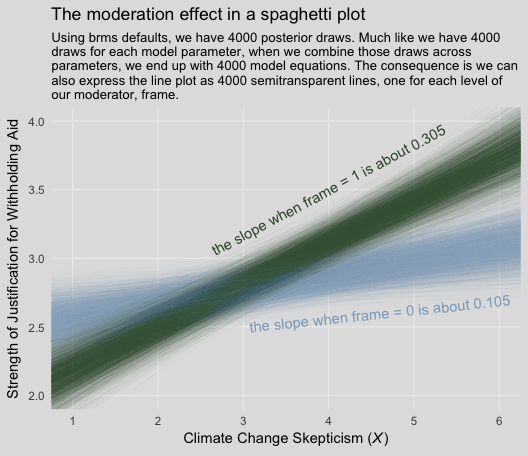 The moderation effect in a spaghetti plot
Using brms defaults, we have 4000 posterior draws. Much like we have 4000
draws for each model parameter, when we combine those draws across
parameters, we end up with 4000 model equations. The consequence is we can
also express the line plot as 4000 semitransparent lines, one for each level of
our moderator, frame.
Strength of Justification for Withholding Aid
4.0
3.5
3.0
2.5
2.0
the slope when frame = 1 is about 0.305
the slope when frame = 0 is about 0.105
1 2 3 4 5 6
Climate Change Skepticism (X)